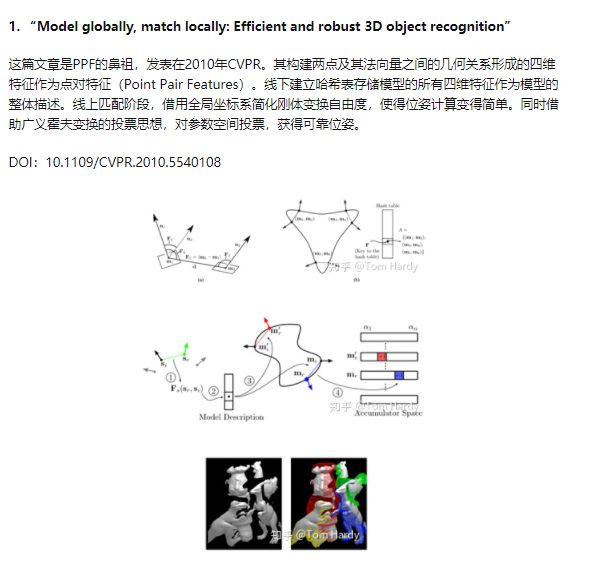 1. “Model globally, match locally: Efficient and robust 3D object recognition”
这篇文章是PPF的鼻祖，发表在2010年CVPR。其构建两点及其法向量之间的几何关系形成的四维
特征作为点对特征（Point Pair Features）。线下建立哈希表存储模型的所有四维特征作为模型的
整体描述。线上匹配阶段，借用全局坐标系简化刚体变换自由度，使得位姿计算变得简单。同时借
助广义霍夫变换的投票思想，对参数空间投票，获得可靠位姿。
DOI：10.1109/CVPR.2010.5540108
Hash table
(Key to the
hash table)
知乎 @Tom Hardy
(a)
(b)
①
②
③
④
Model Description
Accumulator Space
知乎 @Tom Hardy
知乎 @Tom Hardy